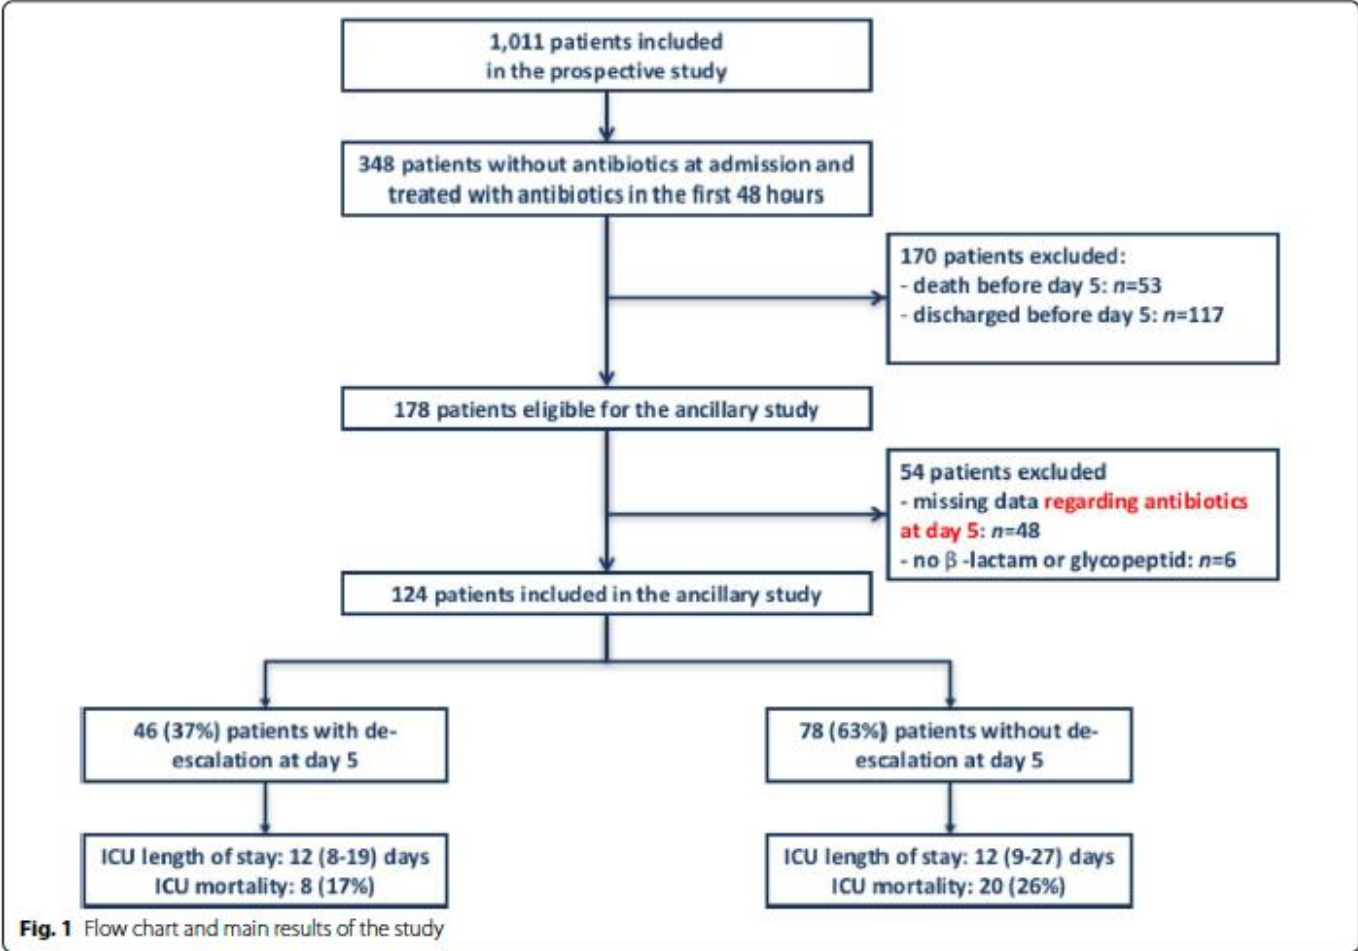 1,011 patients included
in the prospective study
348 patients without antibiotics at admission and
treated with antibiotics in the first 48 hours
170 patients excluded:
- death before day 5: n=53
- discharged before day 5: n=117
178 patients eligible for the ancillary study
54 patients excluded
- missing data regarding antibiotics
at day 5: n=48
- no β -lactam or glycopeptid: n=6
124 patients included in the ancillary study
46 (37%) patients with de-
escalation at day 5
78 (63%) patients without de-
escalation at day 5
ICU length of stay: 12 (8-19) days
ICU mortality: 8 (17%)
ICU length of stay: 12 (9-27) days
ICU mortality: 20 (26%)
Fig. 1 Flow chart and main results of the study